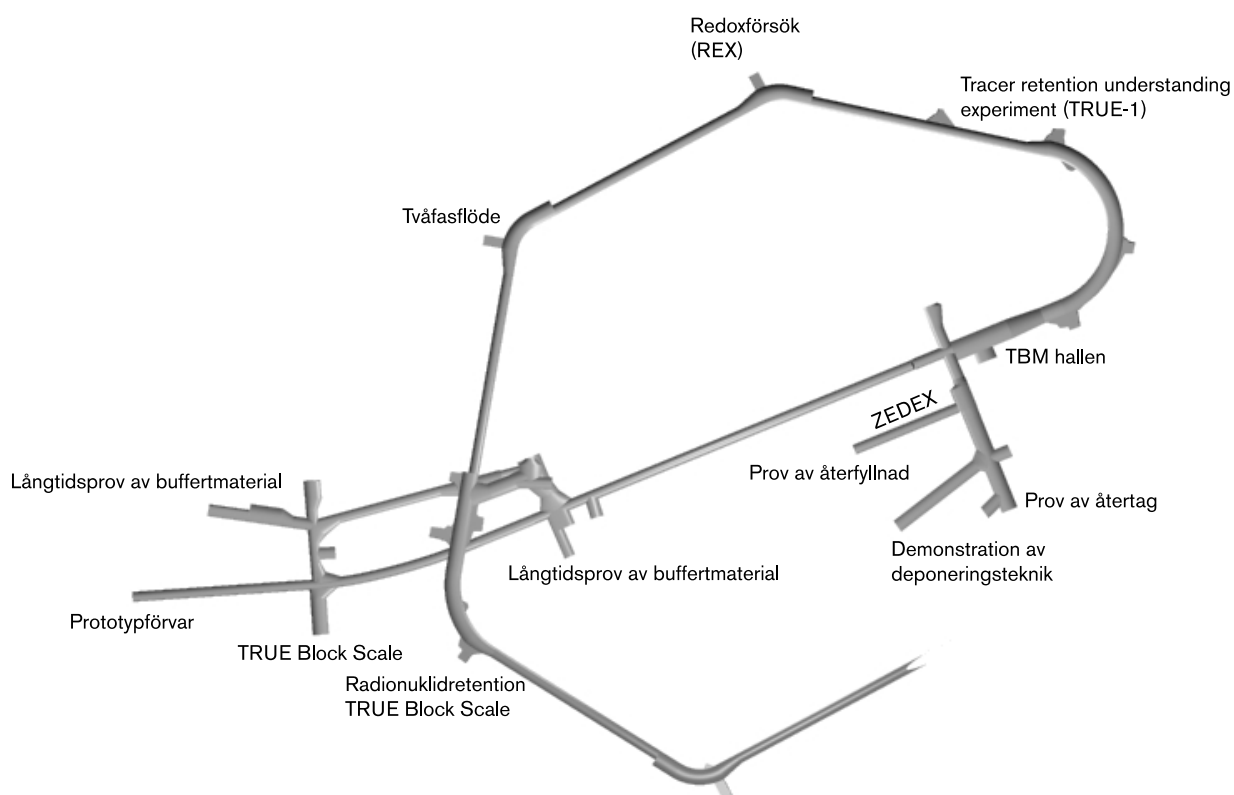 Redoxförsök
(REX)
Tracer retention understanding
experiment (TRUE-1)
Tvåfasflöde
TBM hallen
ZEDEX
Prov av återfyllnad
Långtidsprov av buffertmaterial
Prov av återtag
Demonstration av
deponeringsteknik
Långtidsprov av buffertmaterial
Prototypförvar
TRUE Block Scale
Radionuklidretention
TRUE Block Scale